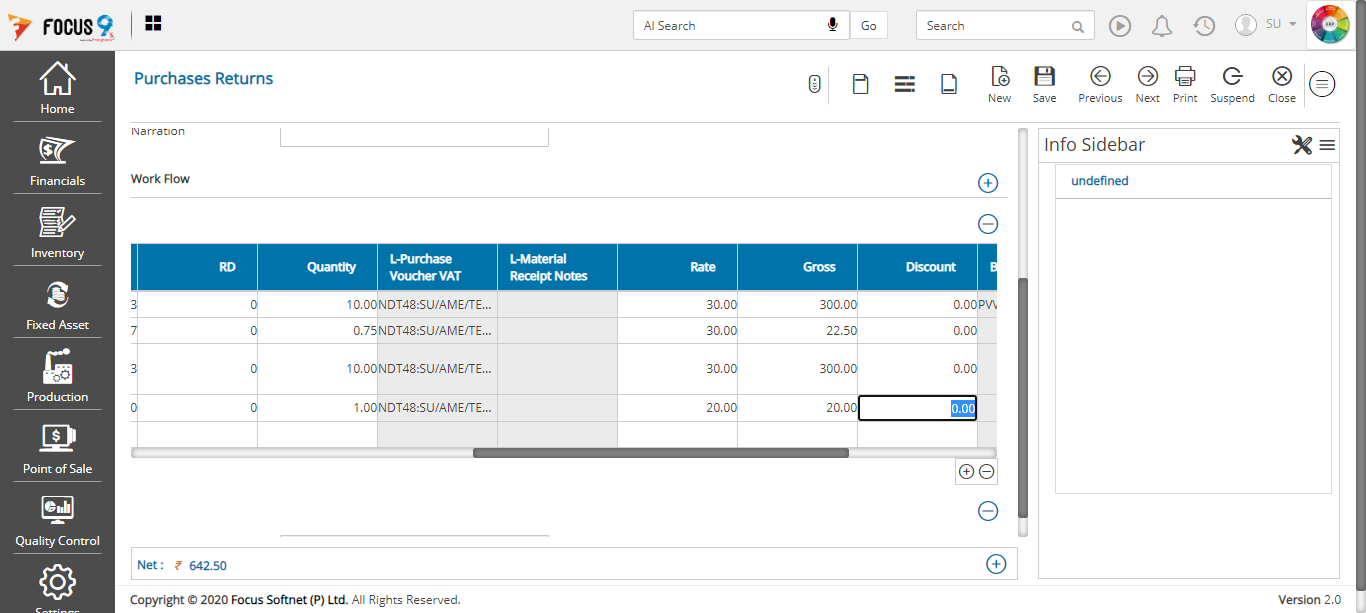 FOCUS 9
AI Search
Go
Search
SU
Home
Financials
Inventory
Fixed Asset
Production
Point of Sale
Quality Control
Settings
Purchases Returns
New
Save
Previous
Next
Print
Suspend
Close
Narration
Work Flow
RD Quantity L-Purchase Voucher VAT L-Material Receipt Notes Rate Gross Discount B
3 0 10.00 NDT48:SU/AME/TE... 30.00 300.00 0.00 PVV
7 0 0.75 NDT48:SU/AME/TE... 30.00 22.50 0.00
3 0 10.00 NDT48:SU/AME/TE... 30.00 300.00 0.00
0 0 1.00 NDT48:SU/AME/TE... 20.00 20.00 0.00
Net : ₹ 642.50
Info Sidebar
undefined
Copyright © 2020 Focus Softnet (P) Ltd. All Rights Reserved.
Version 2.0